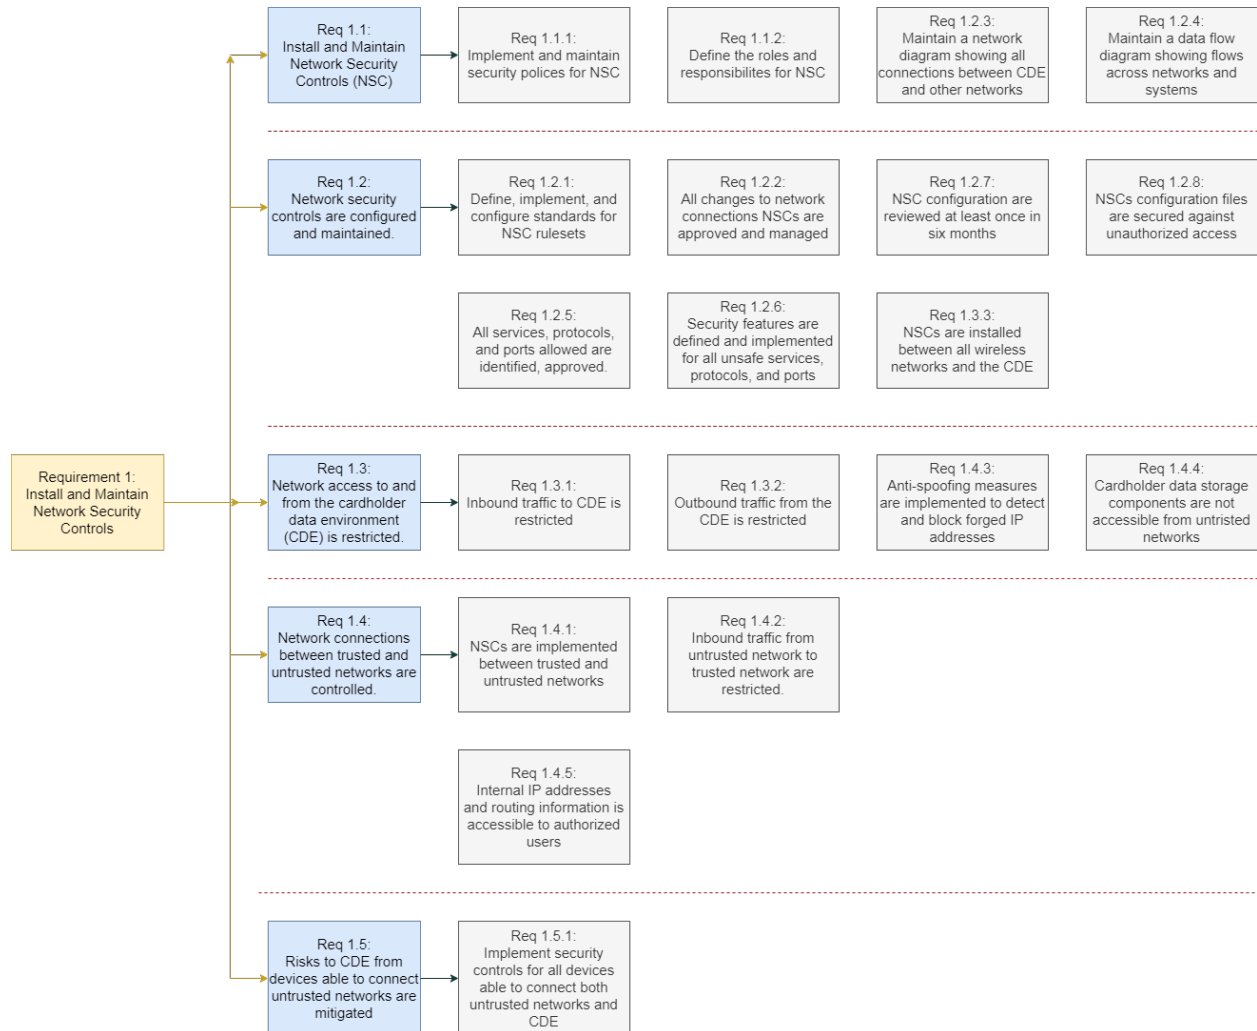 Req 1.1:
Install and Maintain
Network Security
Controls (NSC)
Req 1.1.1:
Implement and maintain
security polices for NSC
Req 1.1.2:
Define the roles and
responsibilites for NSC
Req 1.2.3:
Maintain a network
diagram showing all
connections between CDE
and other networks
Req 1.2.4:
Maintain a data flow
diagram showing flows
across networks and
systems
Req 1.2:
Network security
controls are configured
and maintained.
Req 1.2.1:
Define, implement, and
configure standards for
NSC rulesets
Req 1.2.2:
All changes to network
connections NSCs are
approved and managed
Req 1.2.7:
NSC configuration are
reviewed at least once in
six months
Req 1.2.8:
NSCs configuration files
are secured against
unauthorized access
Req 1.2.5:
All services, protocols,
and ports allowed are
identified, approved.
Req 1.2.6:
Security features are
defined and implemented
for all unsafe services,
protocols, and ports
Req 1.3.3:
NSCs are installed
between all wireless
networks and the CDE
Requirement 1:
Install and Maintain
Network Security
Controls
Req 1.3:
Network access to and
from the cardholder
data environment
(CDE) is restricted.
Req 1.3.1:
Inbound traffic to CDE is
restricted
Req 1.3.2:
Outbound traffic from the
CDE is restricted
Req 1.4.3:
Anti-spoofing measures
are implemented to detect
and block forged IP
addresses
Req 1.4.4:
Cardholder data storage
components are not
accessible from untristed
networks
Req 1.4:
Network connections
between trusted and
untrusted networks are
controlled.
Req 1.4.1:
NSCs are implemented
between trusted and
untrusted networks
Req 1.4.2:
Inbound traffic from
untrusted network to
trusted network are
restricted.
Req 1.4.5:
Internal IP addresses
and routing information is
accessible to authorized
users
Req 1.5:
Risks to CDE from
devices able to connect
untrusted networks are
mitigated
Req 1.5.1:
Implement security
controls for all devices
able to connect both
untrusted networks and
CDE